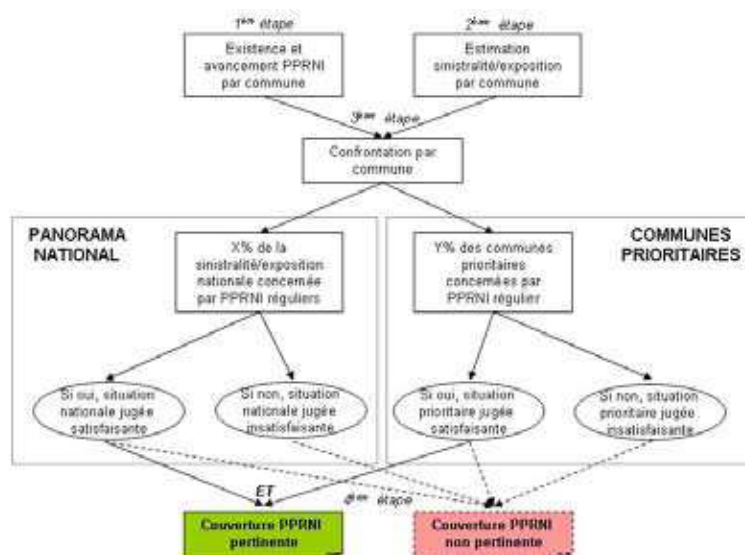 1ère étape
2ème étape
Existence et
avancement PPRNI
par commune
Estimation
sinistralité/exposition
par commune
3ème étape
Confrontation par
commune
PANORAMA
NATIONAL
COMMUNES
PRIORITAIRES
X% de la
sinistralité/exposition
nationale concernée
par PPRNI réguliers
Y% des communes
prioritaires
concernées par
PPRNI régulier
Si oui, situation
nationale jugée
satisfaisante
Si non, situation
nationale jugée
insatisfaisante
Si oui, situation
prioritaire jugée
satisfaisante
Si non, situation
prioritaire jugée
insatisfaisante
ET
4ème étape
Couverture PPRNI
pertinente
Couverture PPRNI
non pertinente